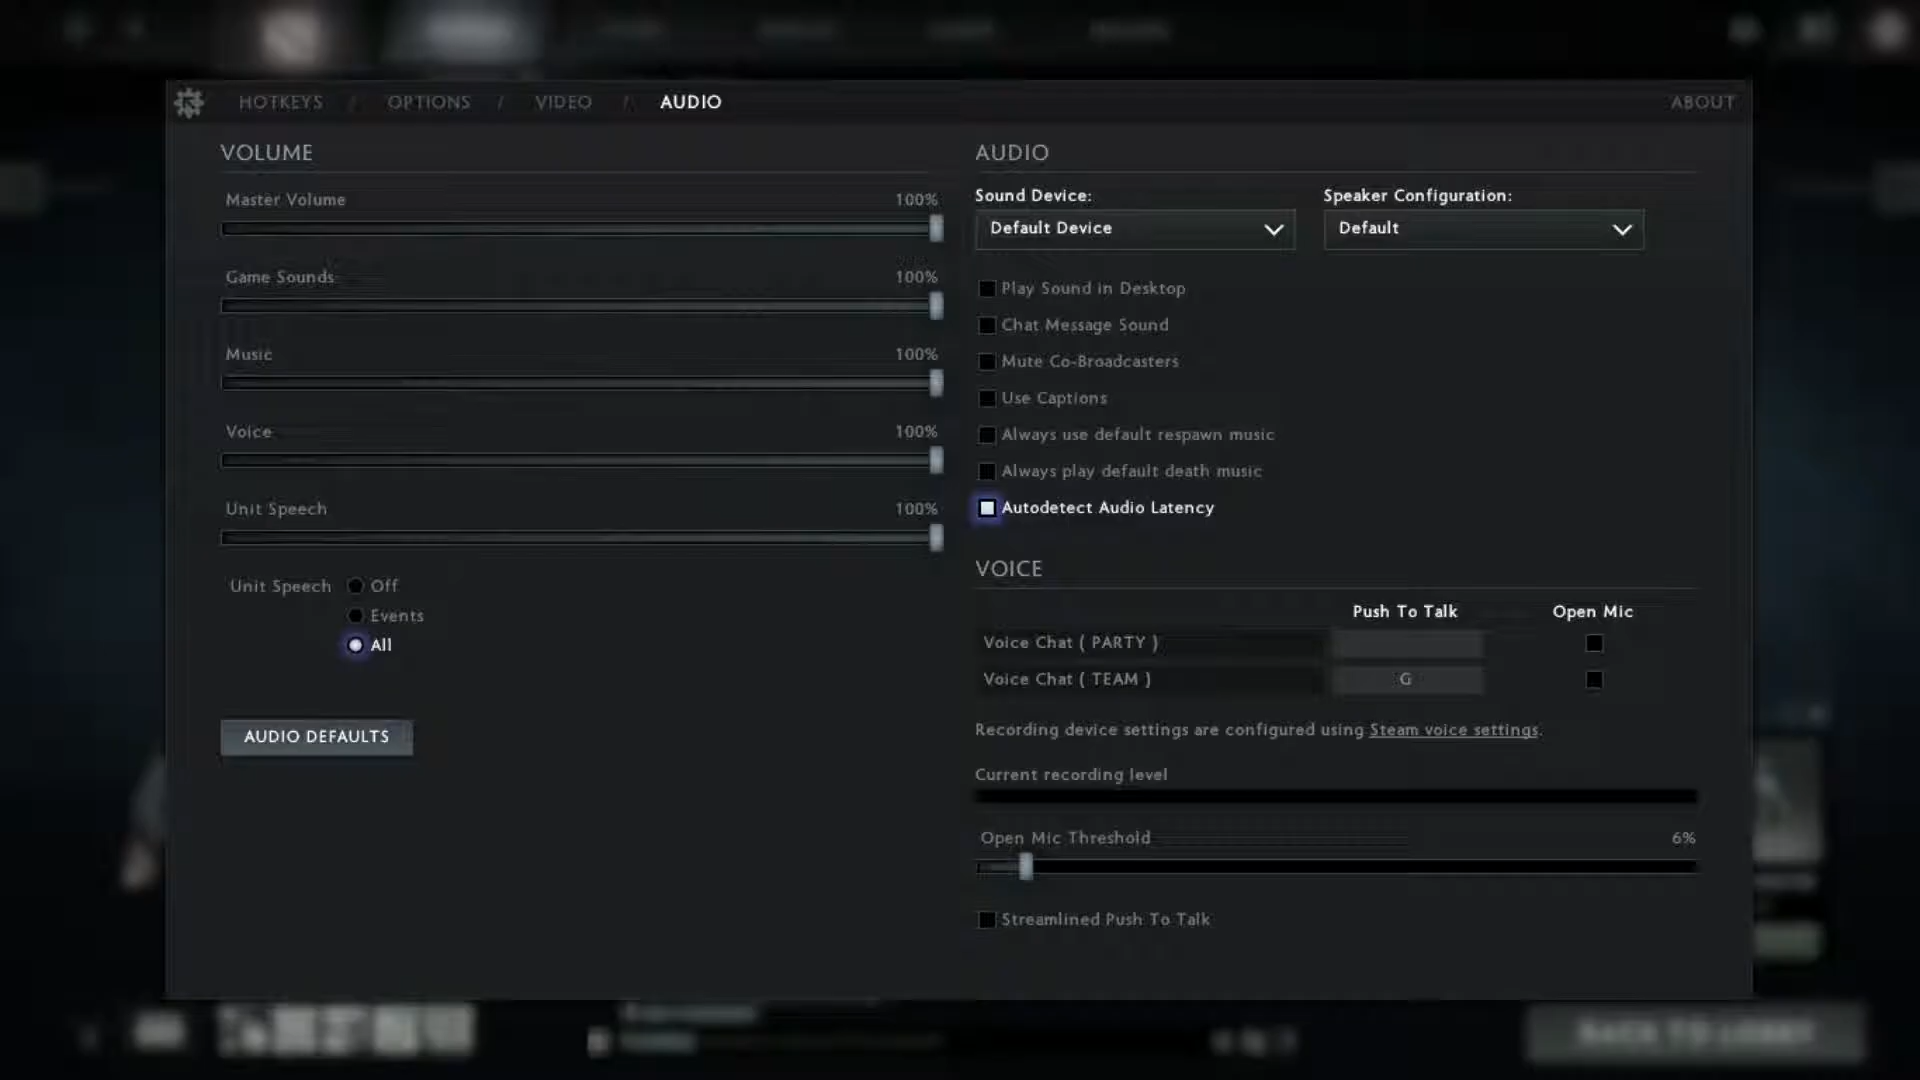 HOTKEYS / OPTIONS / VIDEO / AUDIO
ABOUT
VOLUME
Master Volume 100%
Game Sounds 100%
Music 100%
Voice 100%
Unit Speech 100%
Unit Speech Off
Events
All
AUDIO DEFAULTS
AUDIO
Sound Device: Speaker Configuration:
Default Device Default
Play Sound in Desktop
Chat Message Sound
Mute Co-Broadcasters
Use Captions
Always use default respawn music
Always play default death music
Autodetect Audio Latency
VOICE
Push To Talk Open Mic
Voice Chat ( PARTY )
Voice Chat ( TEAM ) G
Recording device settings are configured using Steam voice settings.
Current recording level
Open Mic Threshold 6%
Streamlined Push To Talk
BACK TO LOBBY